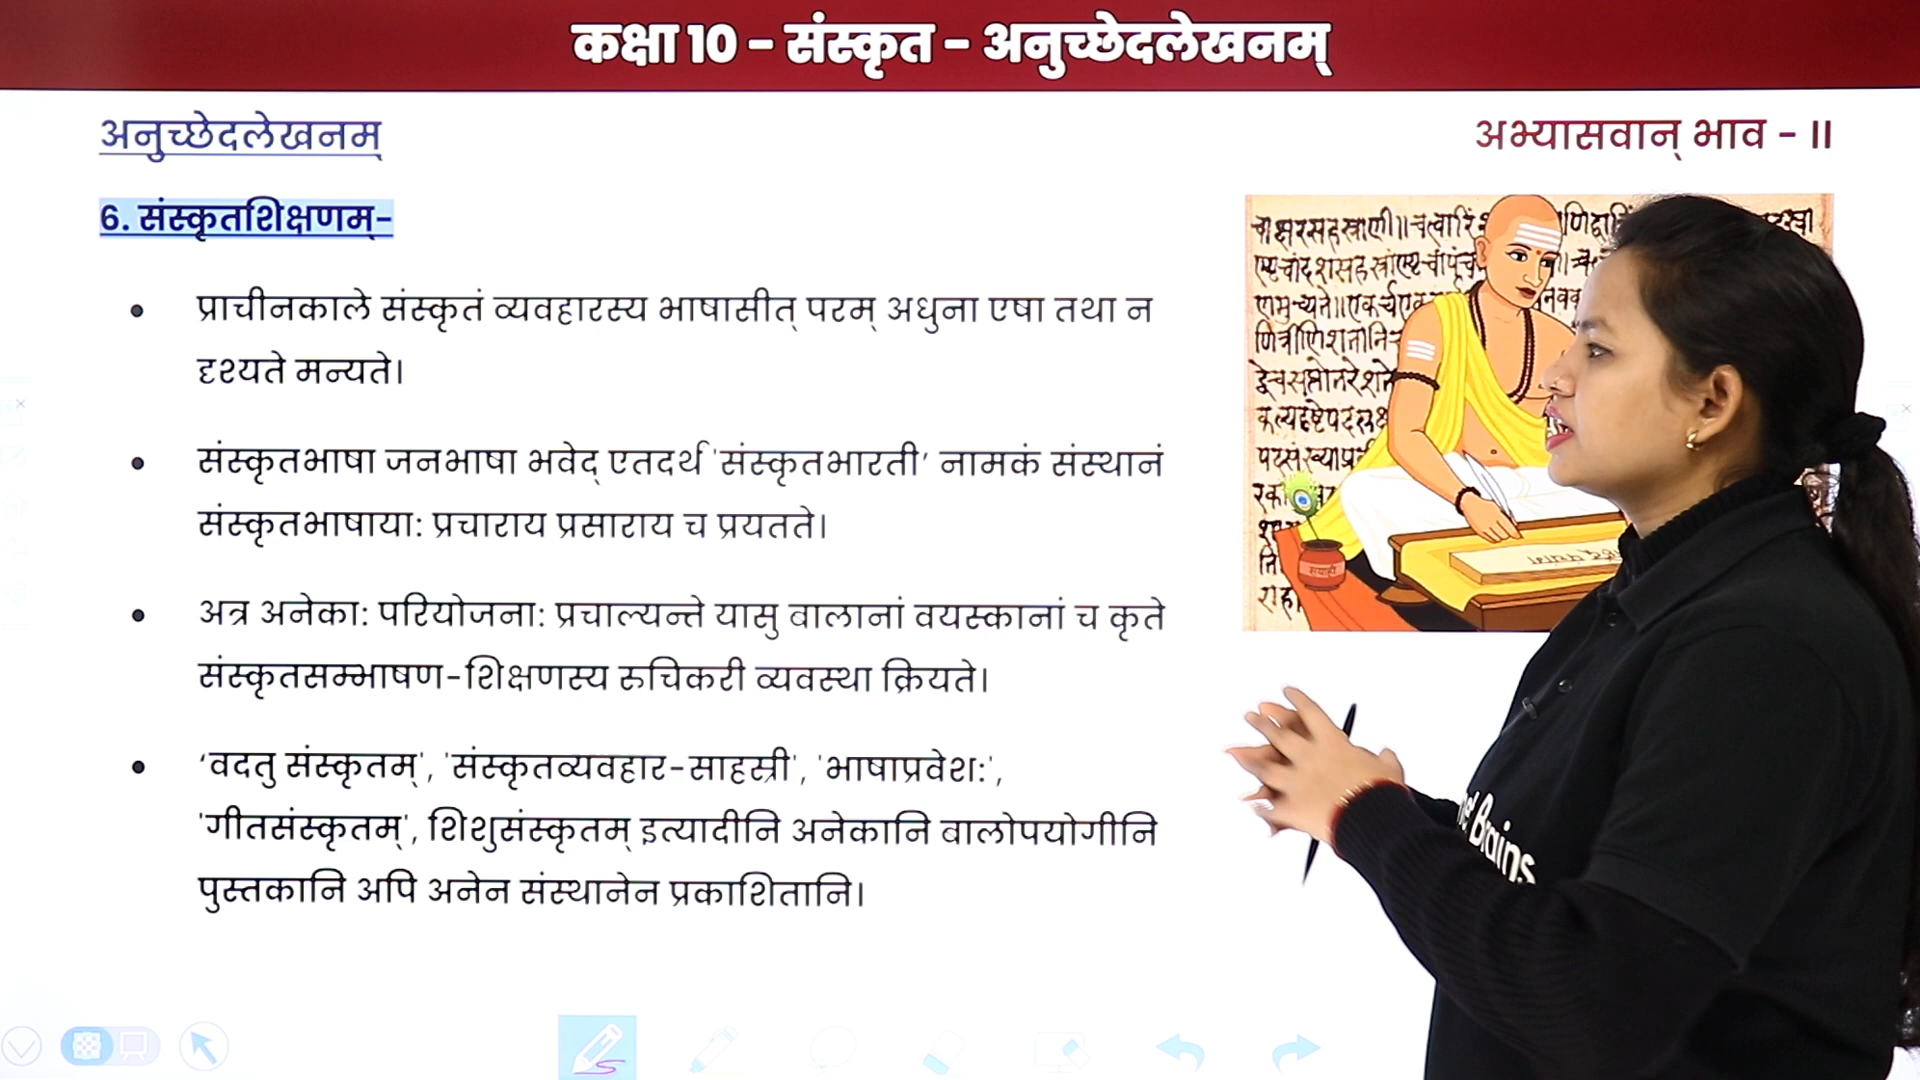 कक्षा 10 - संस्कृत - अनुच्छेदलेखनम्
अनुच्छेदलेखनम्
अभ्यासवान् भाव - II
6. संस्कृतशिक्षणम्-
• प्राचीनकाले संस्कृतं व्यवहारस्य भाषासीत् परम् अधुना एषा तथा न
दृश्यते मन्यते।
• संस्कृतभाषा जनभाषा भवेद् एतदर्थ 'संस्कृतभारती’ नामकं संस्थानं
संस्कृतभाषाया: प्रचाराय प्रसाराय च प्रयतते।
• अत्र अनेका: परियोजना: प्रचाल्यन्ते यासु बालानां वयस्कानां च कृते
संस्कृतसम्भाषण-शिक्षणस्य रुचिकरी व्यवस्था क्रियते।
• ‘वदतु संस्कृतम्', 'संस्कृतव्यवहार-साहस्री', 'भाषाप्रवेश:',
'गीतसंस्कृतम्', शिशुसंस्कृतम् इत्यादीनि अनेकानि बालोपयोगीनि
पुस्तकानि अपि अनेन संस्थानेन प्रकाशितानि।
स्याही
Brains